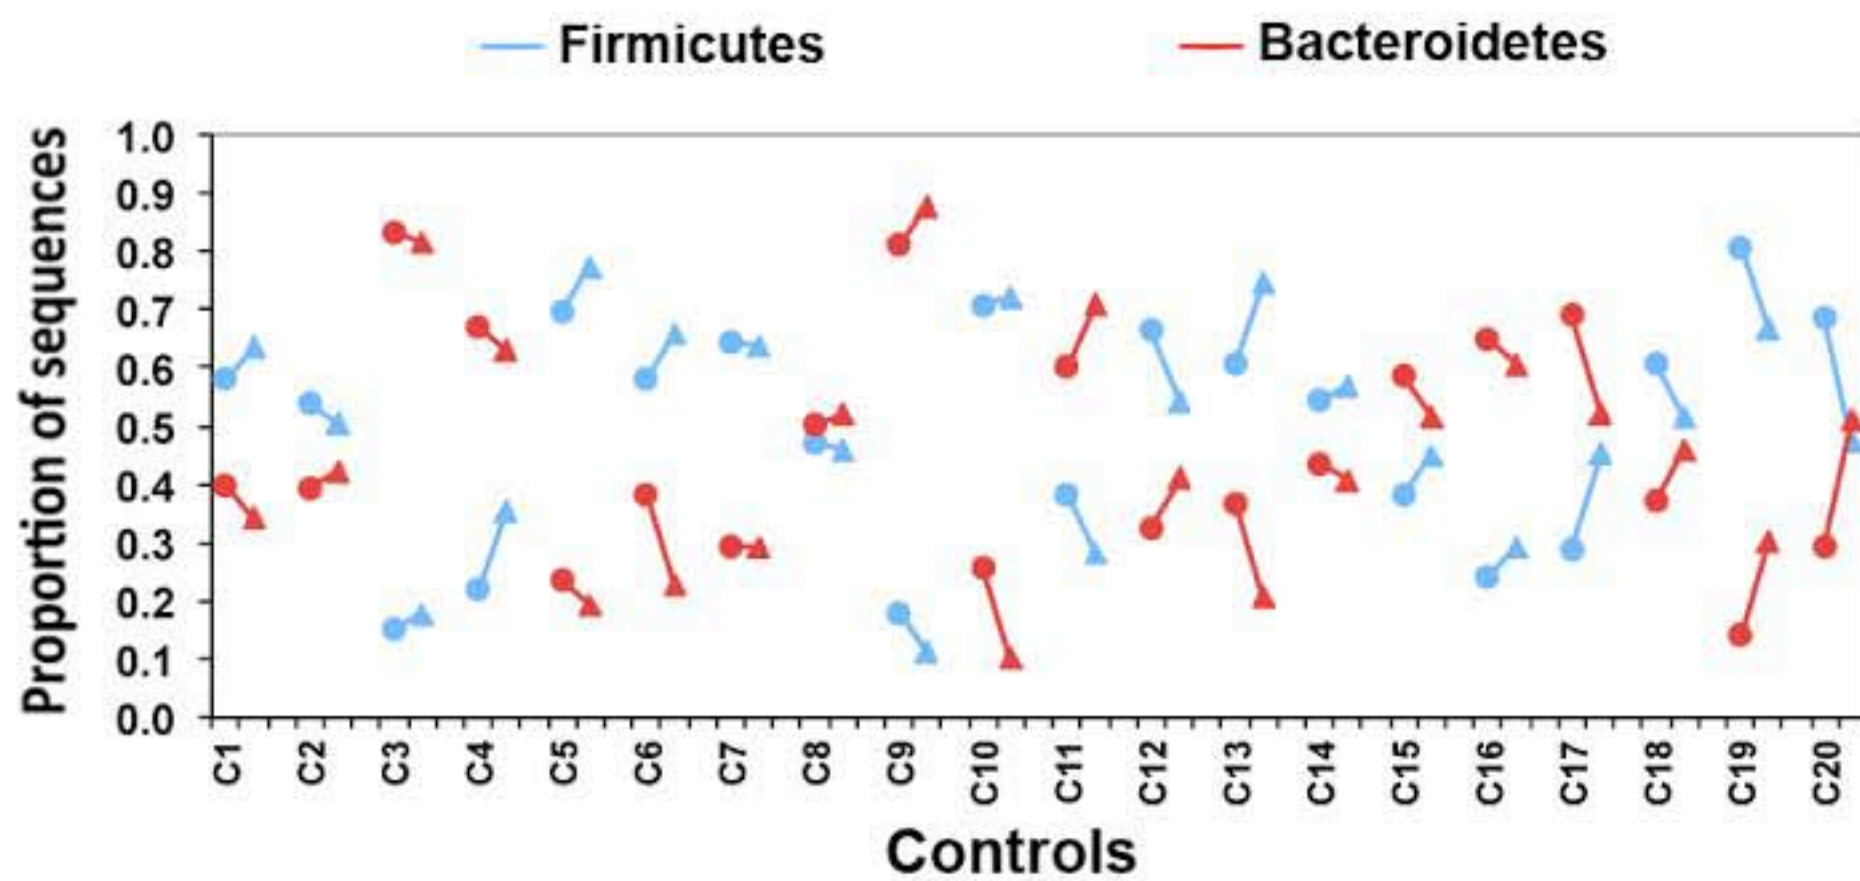 Firmicutes Bacteroidetes
Proportion of sequences
1.0
0.9
0.8
0.7
0.6
0.5
0.4
0.3
0.2
0.1
0.0
C1 C2 C3 C4 C5 C6 C7 C8 C9 C10 C11 C12 C13 C14 C15 C16 C17 C18 C19 C20
Controls